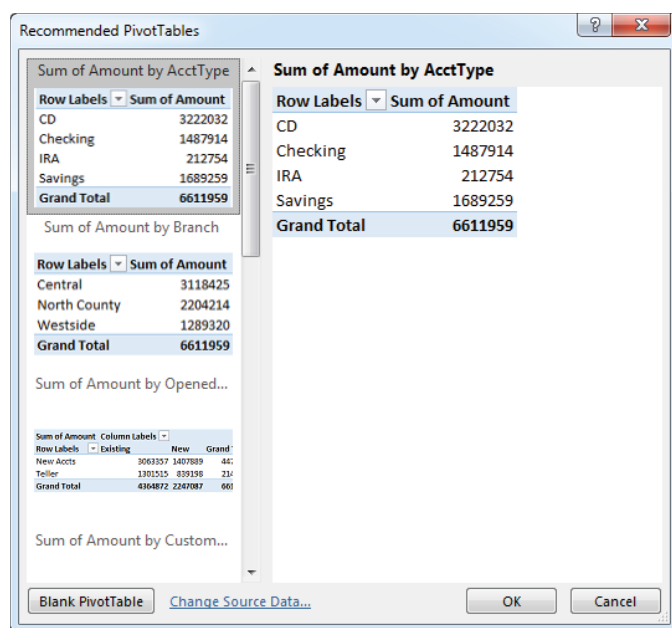 Recommended PivotTables
Sum of Amount by AcctType
Row Labels Sum of Amount
CD 3222032
Checking 1487914
IRA 212754
Savings 1689259
Grand Total 6611959
Sum of Amount by Branch
Row Labels Sum of Amount
Central 3118425
North County 2204214
Westside 1289320
Grand Total 6611959
Sum of Amount by Opened...
Sum of Amount Column Labels
Row Labels Existing New Grand
New Accts 3063357 1407889 447
Teller 1301515 839198 214
Grand Total 4364872 2247087 661
Sum of Amount by Custom...
Sum of Amount by AcctType
Row Labels Sum of Amount
CD 3222032
Checking 1487914
IRA 212754
Savings 1689259
Grand Total 6611959
Blank PivotTable Change Source Data... OK Cancel